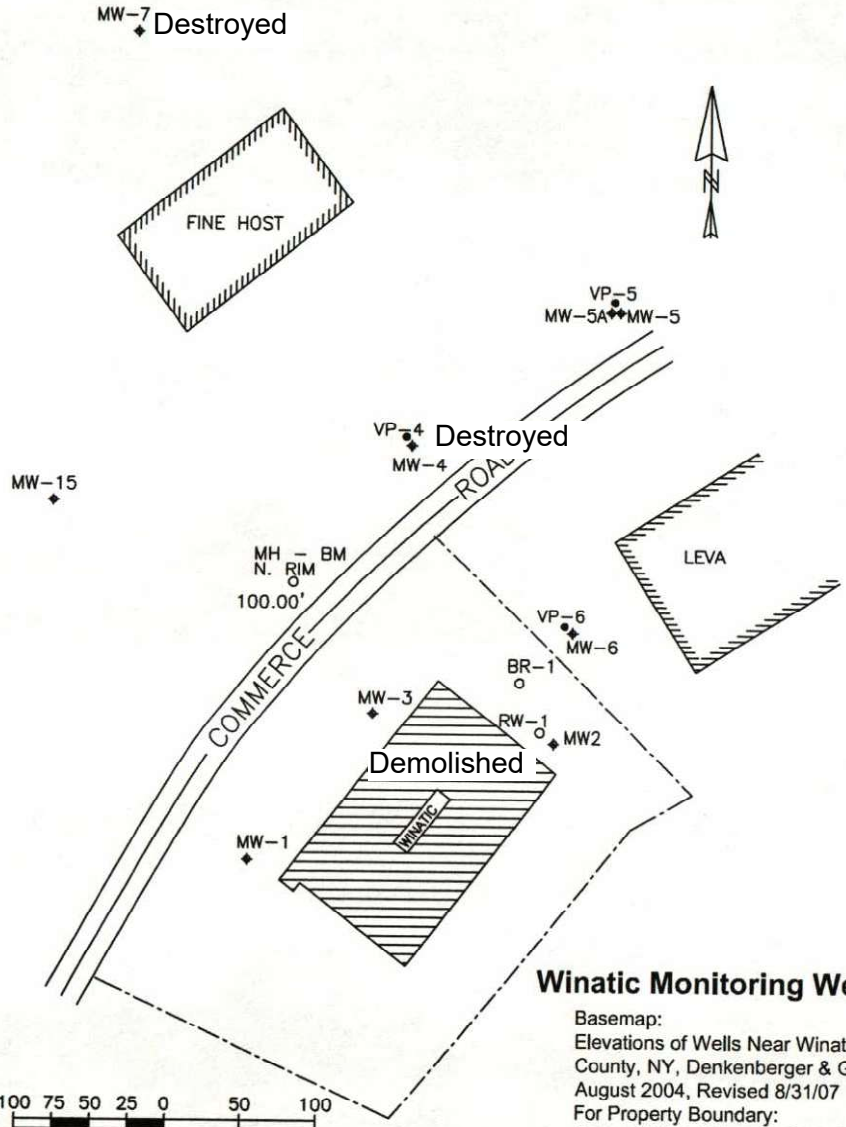 MW-7 Destroyed
FINE HOST
N
VP-5
MW-5A MW-5
VP-4 Destroyed
MW-4
ROAD
MW-15
MH - BM
N. RIM
100.00'
LEVA
VP-6
MW-6
BR-1
COMMERCE
MW-3
RW-1
MW2
Demolished
WINATIC
MW-1
Winatic Monitoring We
Basemap:
Elevations of Wells Near Winat
County, NY, Denkenberger & G
August 2004, Revised 8/31/07
For Property Boundary:
100 75 50 25 0 50 100